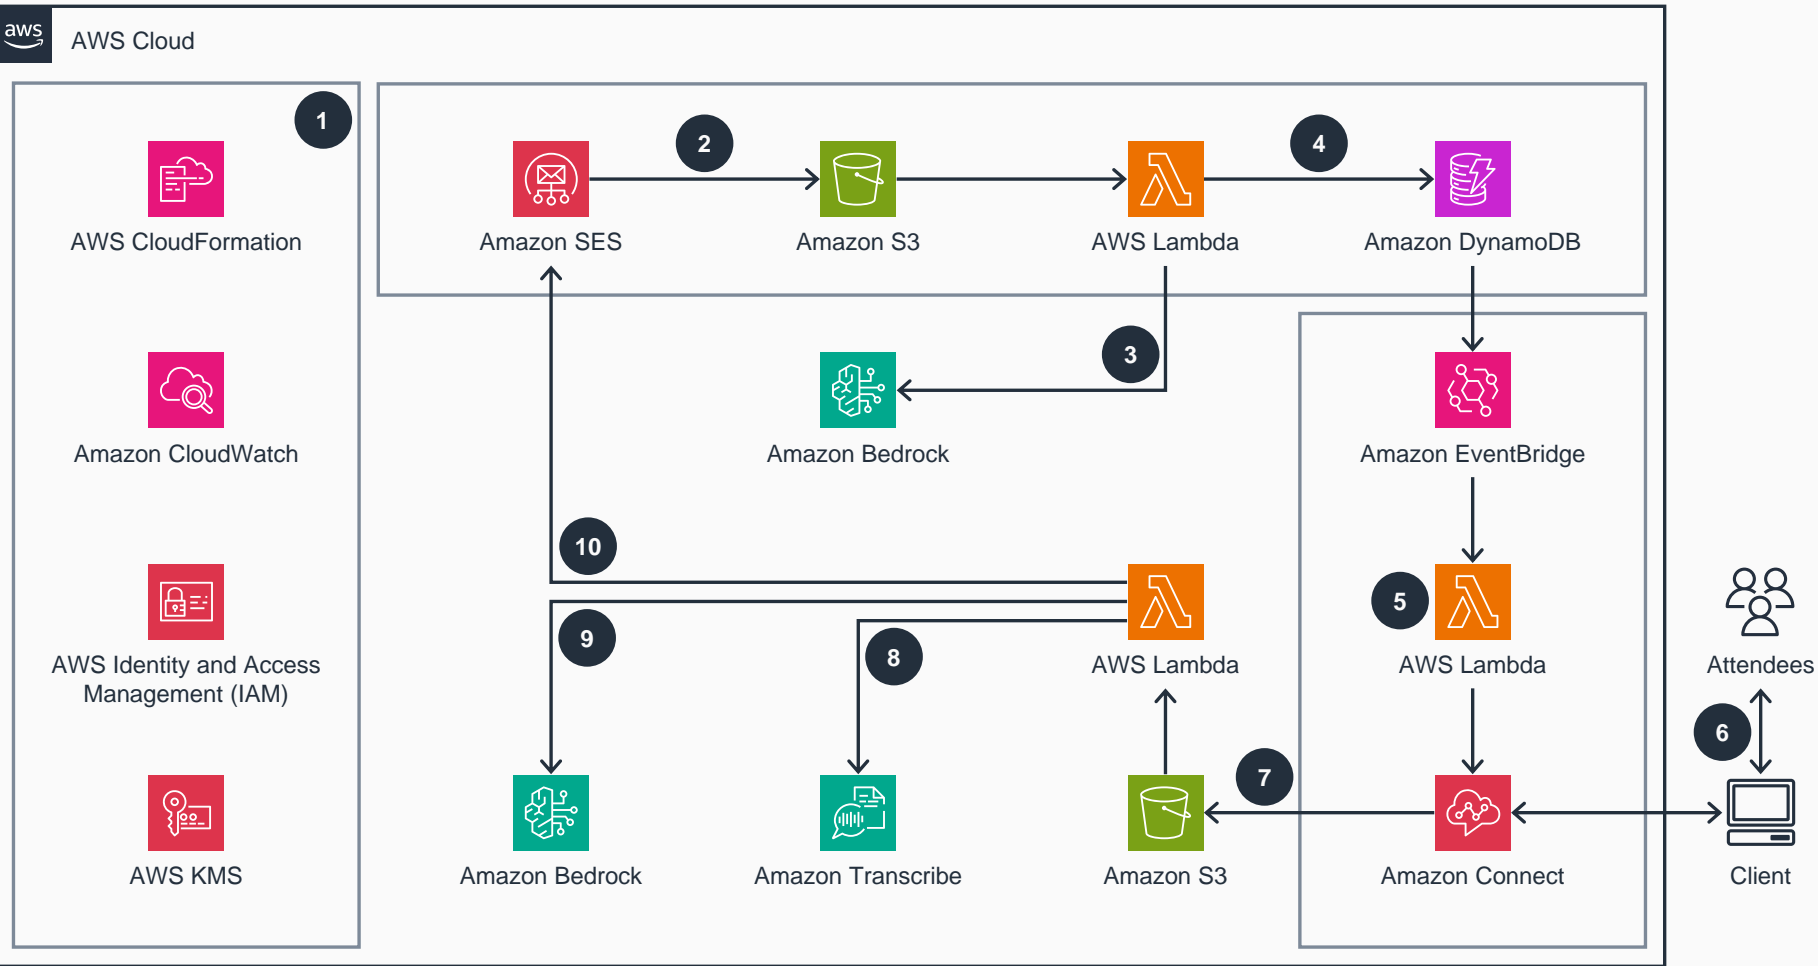 aws
AWS Cloud
1
AWS CloudFormation
Amazon CloudWatch
AWS Identity and Access
Management (IAM)
AWS KMS
2
4
Amazon SES
Amazon S3
AWS Lambda
Amazon DynamoDB
3
Amazon Bedrock
Amazon EventBridge
10
9
8
5
AWS Lambda
AWS Lambda
Attendees
6
7
Amazon Bedrock
Amazon Transcribe
Amazon S3
Amazon Connect
Client